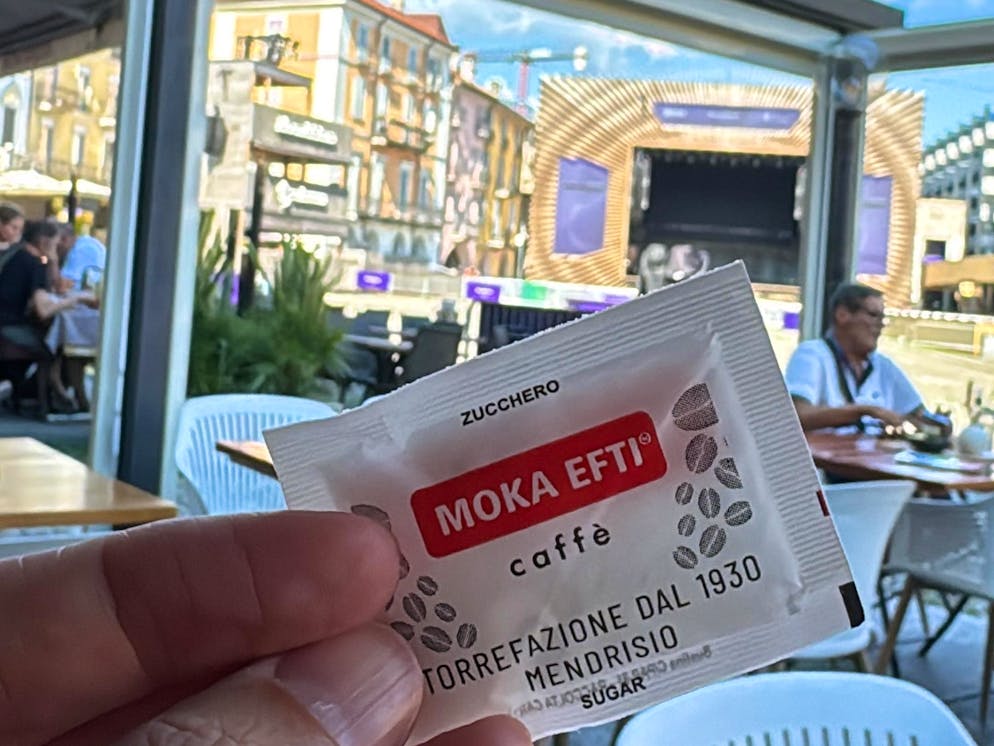 ZUCCHERO
MOKA EFTI
caffè
TORREFAZIONE DAL 1930
MENDRISIO
SUGAR